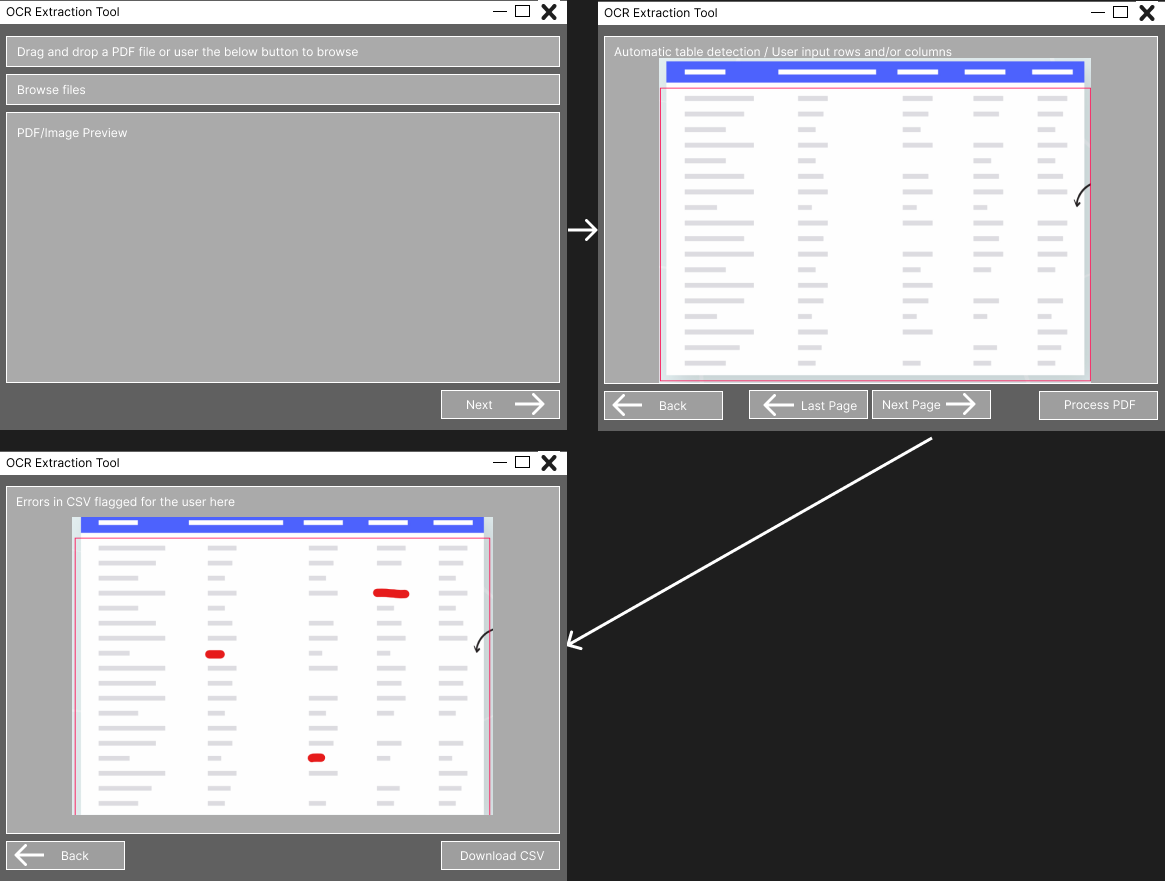 OCR Extraction Tool
Drag and drop a PDF file or user the below button to browse
Browse files
PDF/Image Preview
Next
OCR Extraction Tool
Automatic table detection / User input rows and/or columns
Back
Last Page
Next Page
Process PDF
OCR Extraction Tool
Errors in CSV flagged for the user here
Back
Download CSV